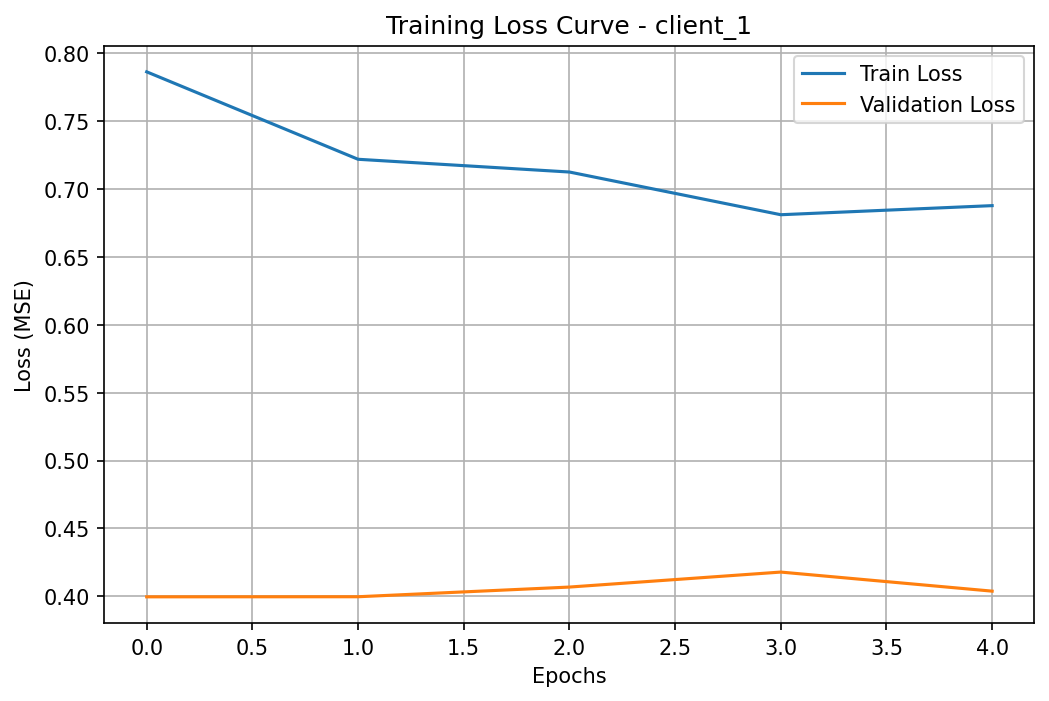 Training Loss Curve - client_1
Train Loss
Validation Loss
Loss (MSE)
0.80
0.75
0.70
0.65
0.60
0.55
0.50
0.45
0.40
0.0 0.5 1.0 1.5 2.0 2.5 3.0 3.5 4.0
Epochs